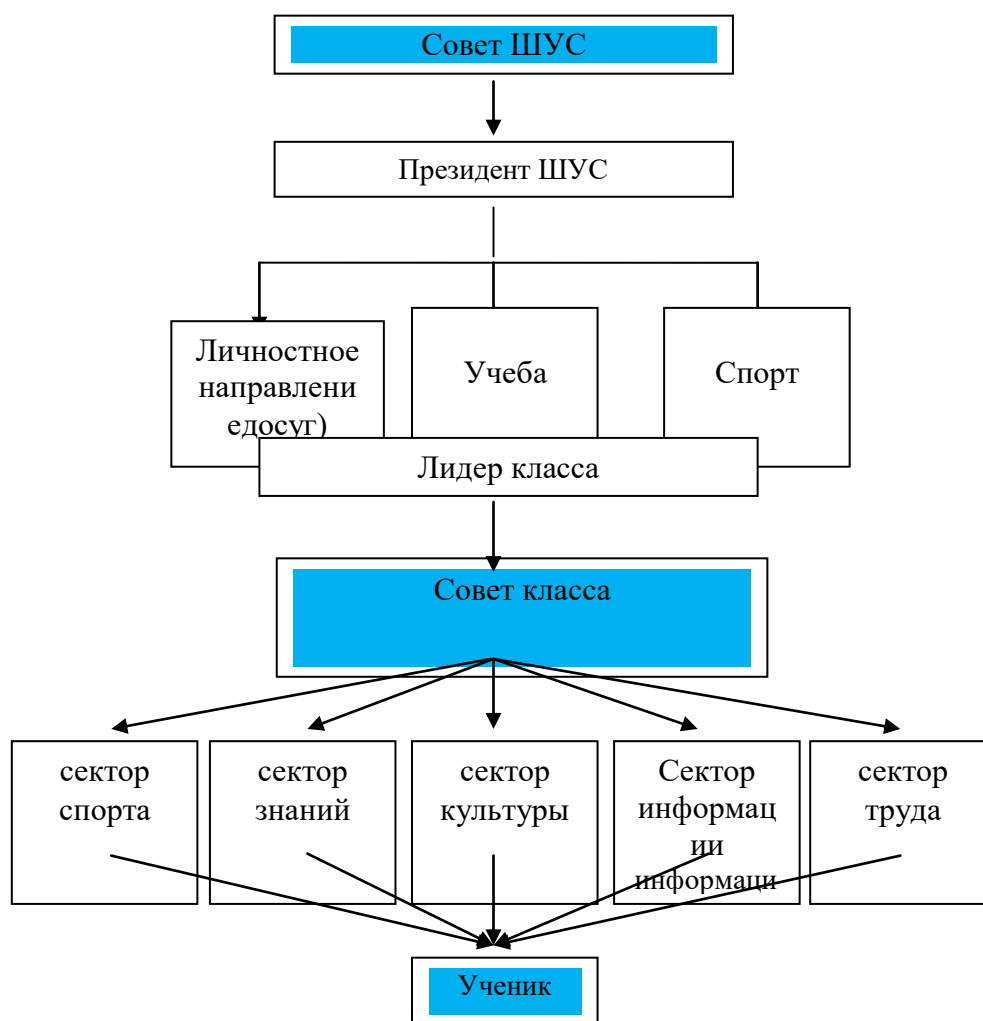 Совет ШУС
Президент ШУС
Личностное
направлени
едосуг)
Учеба
Спорт
Лидер класса
Совет класса
сектор
спорта
сектор
знаний
сектор
культуры
Сектор
информац
ии
информаци
сектор
труда
Ученик